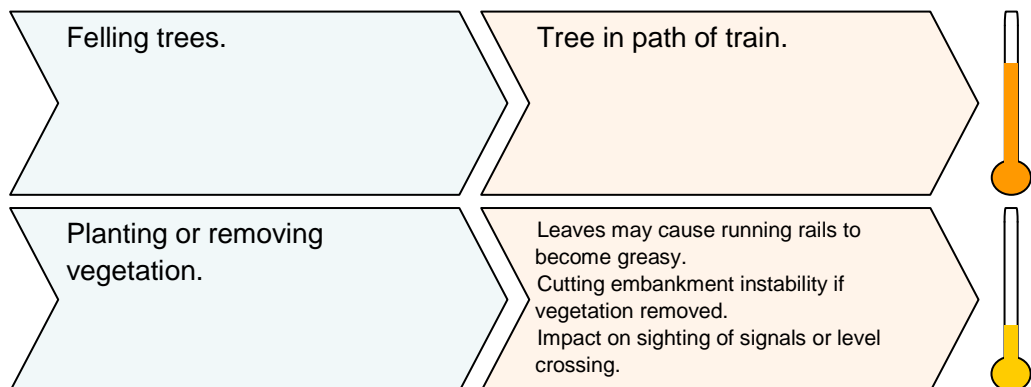 Felling trees.
Tree in path of train.
Planting or removing
vegetation.
Leaves may cause running rails to
become greasy.
Cutting embankment instability if
vegetation removed.
Impact on sighting of signals or level
crossing.